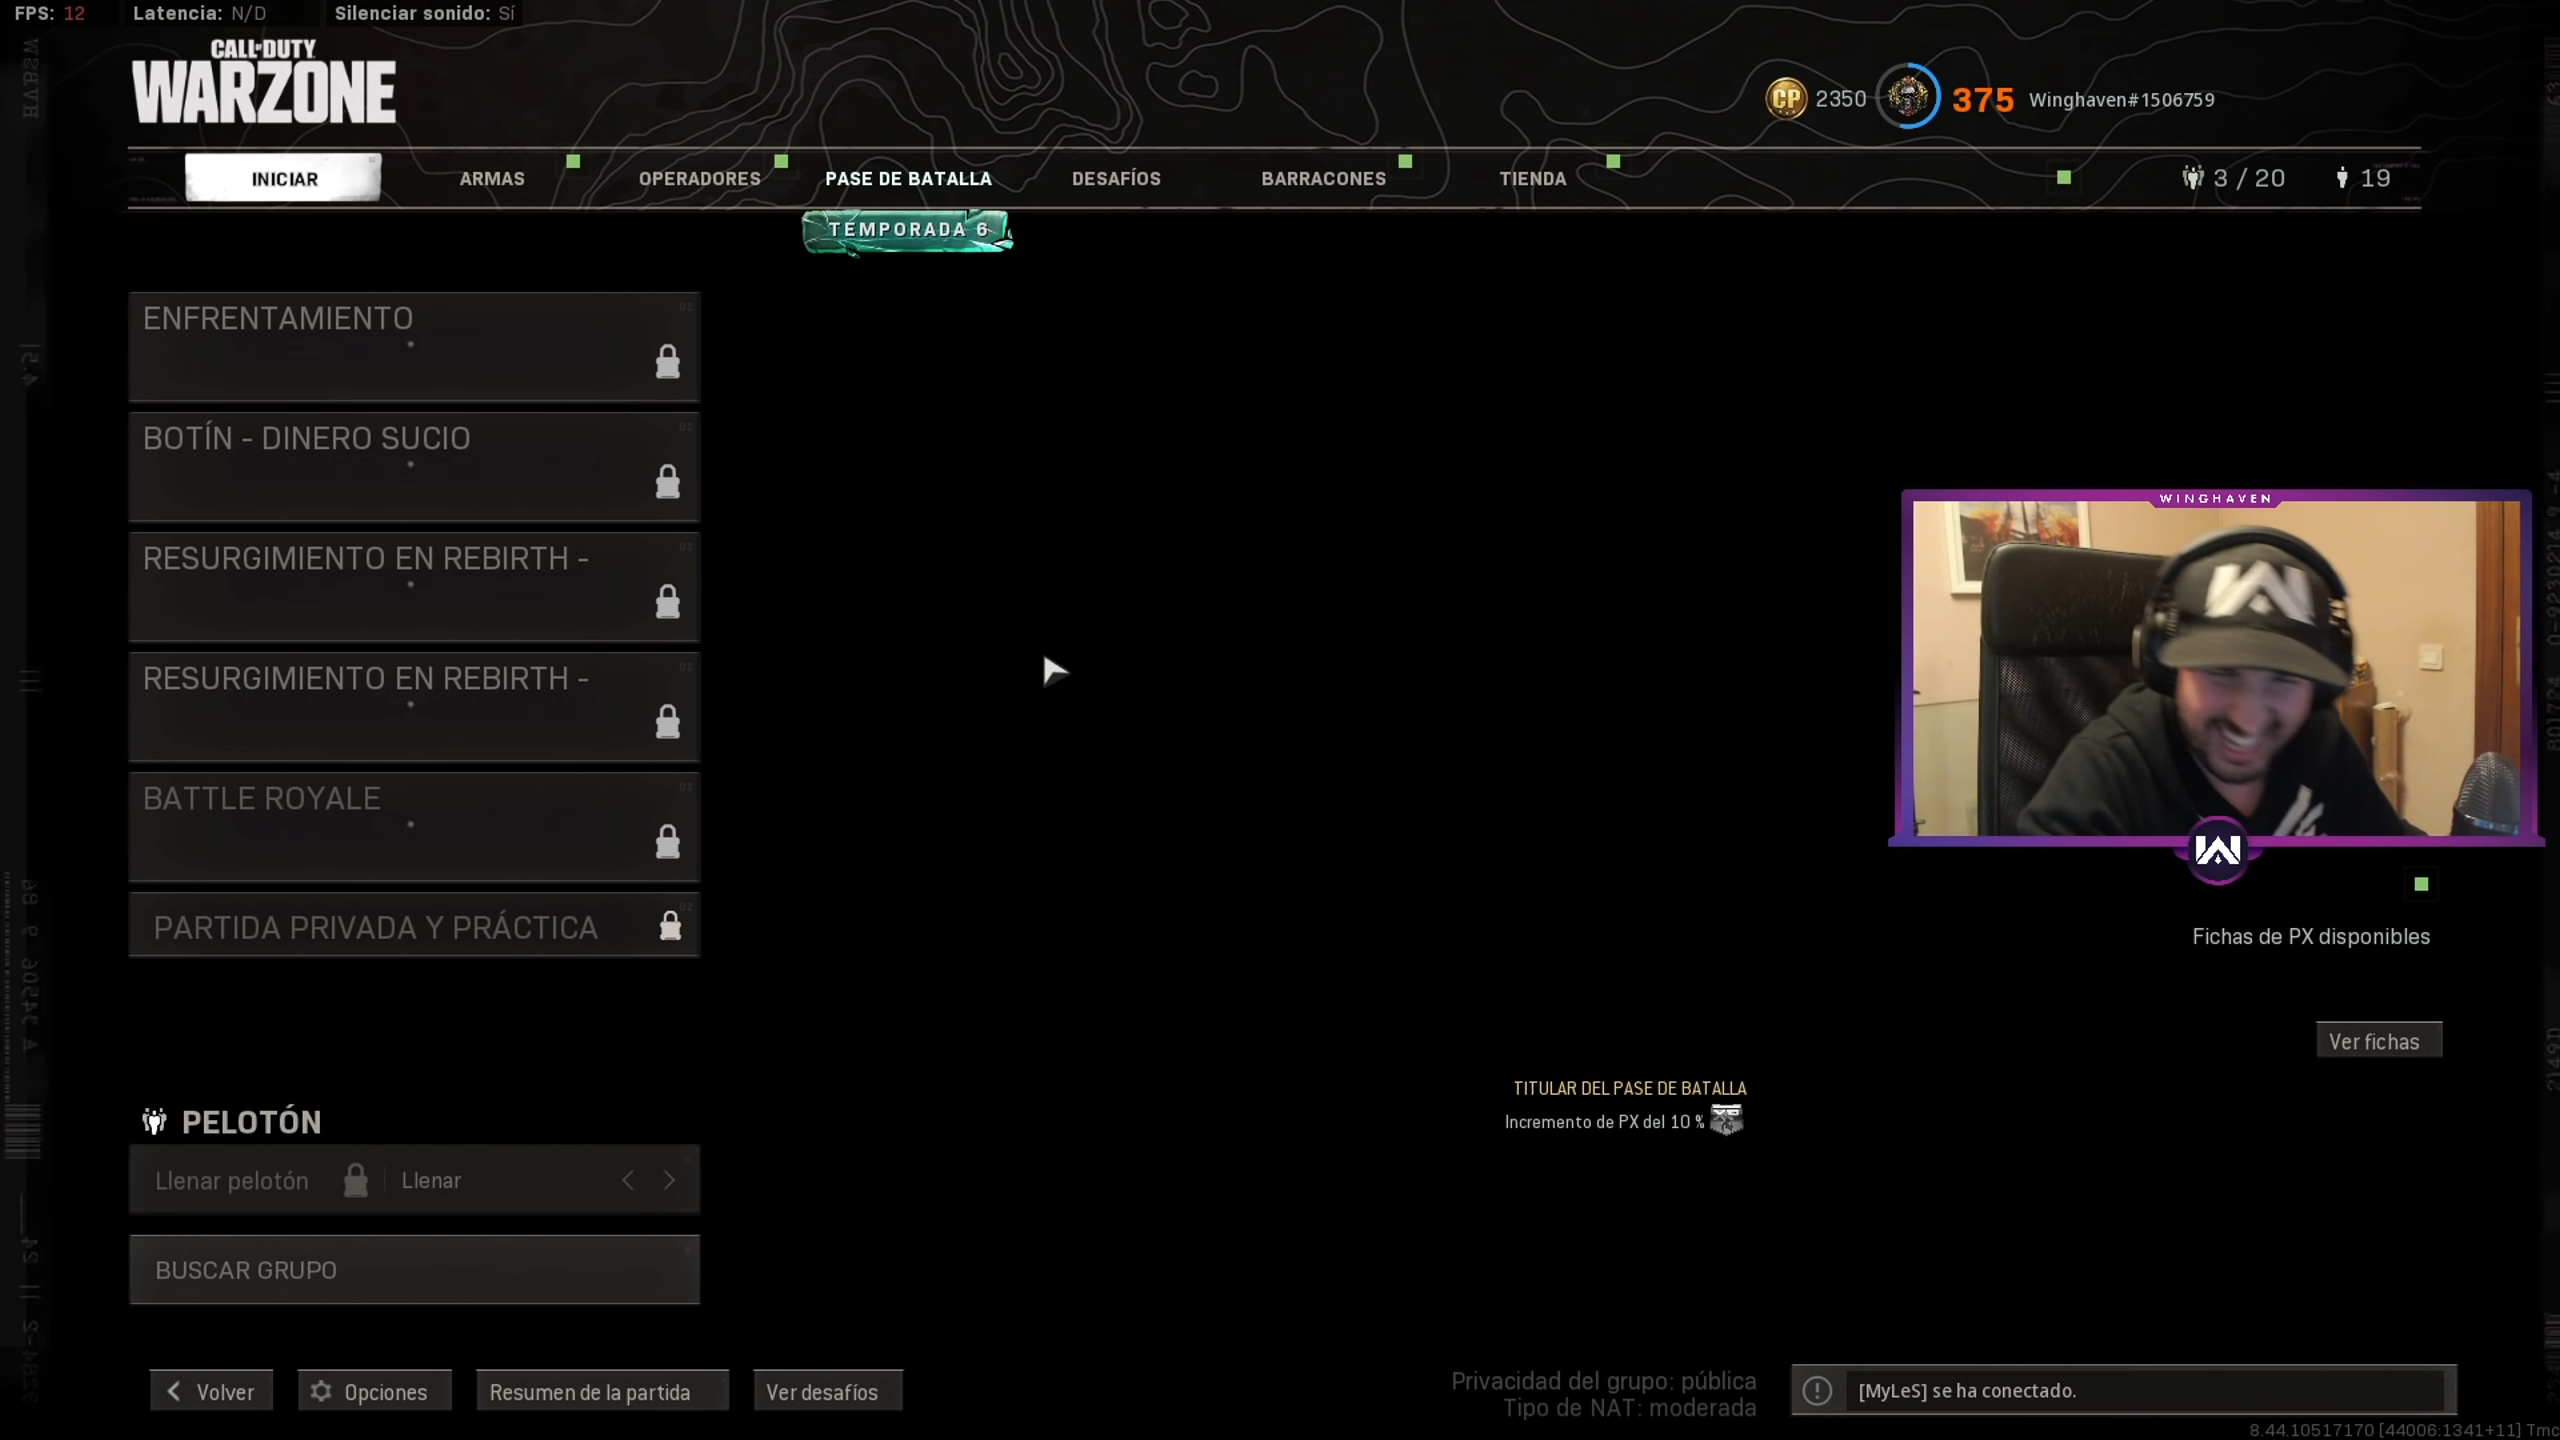 FPS: 12 Latencia: N/D Silenciar sonido: Sí
CALL OF DUTY
WARZONE
CP 2350 375 Winghaven#1506759
INICIAR ARMAS OPERADORES PASE DE BATALLA DESAFÍOS BARRACONES TIENDA 3 / 20 19
TEMPORADA 6
ENFRENTAMIENTO
BOTÍN - DINERO SUCIO
RESURGIMIENTO EN REBIRTH -
RESURGIMIENTO EN REBIRTH -
BATTLE ROYALE
PARTIDA PRIVADA Y PRÁCTICA
WINGHAVEN
Fichas de PX disponibles
Ver fichas
TITULAR DEL PASE DE BATALLA
Incremento de PX del 10 %
PELOTÓN
Llenar pelotón Llenar
BUSCAR GRUPO
Volver Opciones Resumen de la partida Ver desafíos
Privacidad del grupo: pública
Tipo de NAT: moderada
[MyLeS] se ha conectado.
8.44.10517170 [44006:1341+11] Tmc